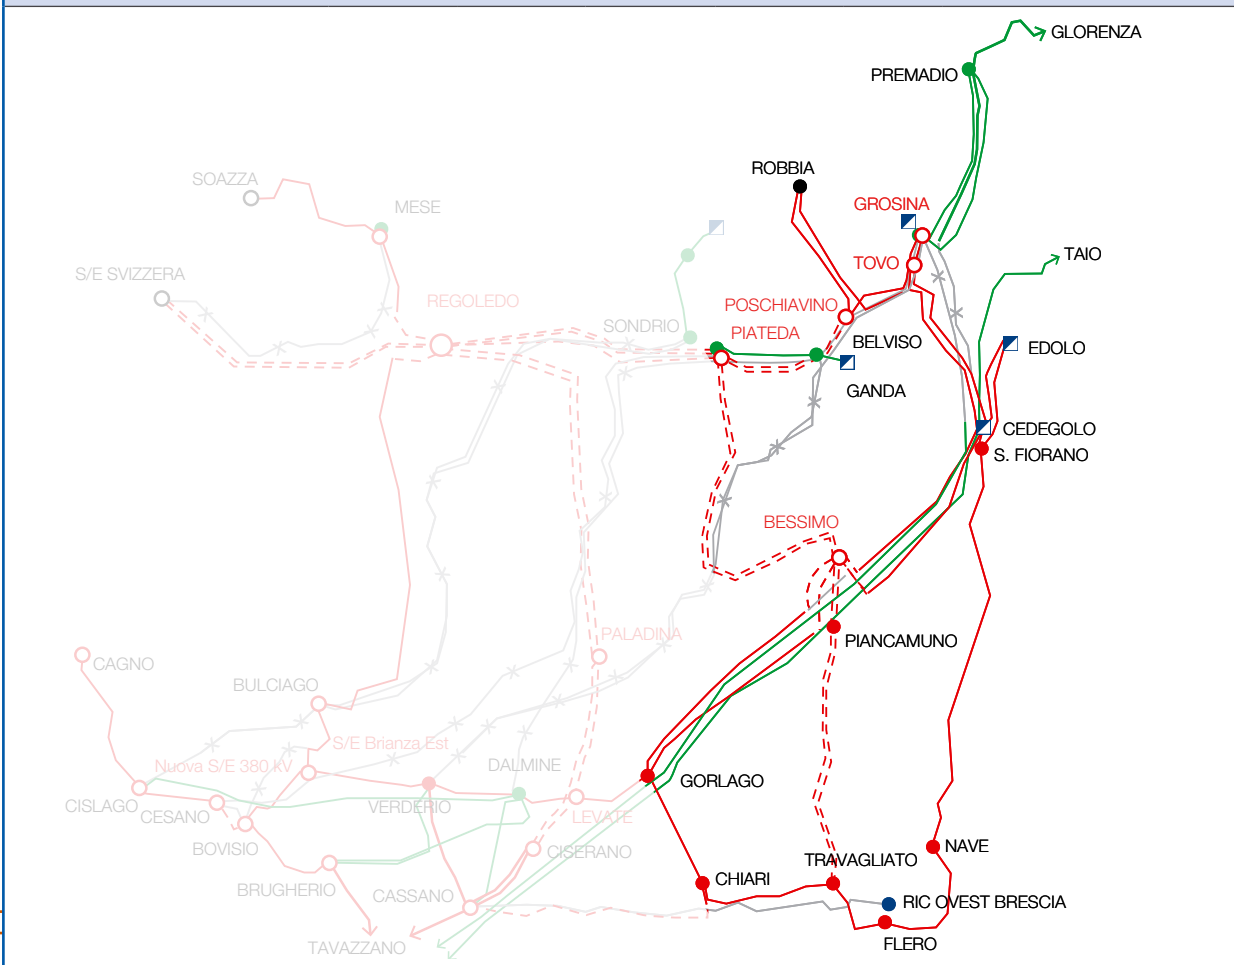 GLORENZA
PREMADIO
ROBBIA
SOAZZA
GROSINA
MESE
TAIO
TOVO
S/E SVIZZERA
REGOLEDO
POSCHIAVINO
SONDRIO
PIATEDA
BELVISO
EDOLO
GANDA
CEDEGOLO
S. FIORANO
BESSIMO
PALADINA
PIANCAMUNO
CAGNO
BULCIAGO
S/E Brianza Est
Nuova S/E 380 kV
DALMINE
GORLAGO
CISLAGO
VERDERIO
CESANO
LEVATE
BOVISIO
NAVE
CISERANO
TRAVAGLIATO
CHIARI
BRUGHERIO
CASSANO
RIC OVEST BRESCIA
FLERO
TAVAZZANO